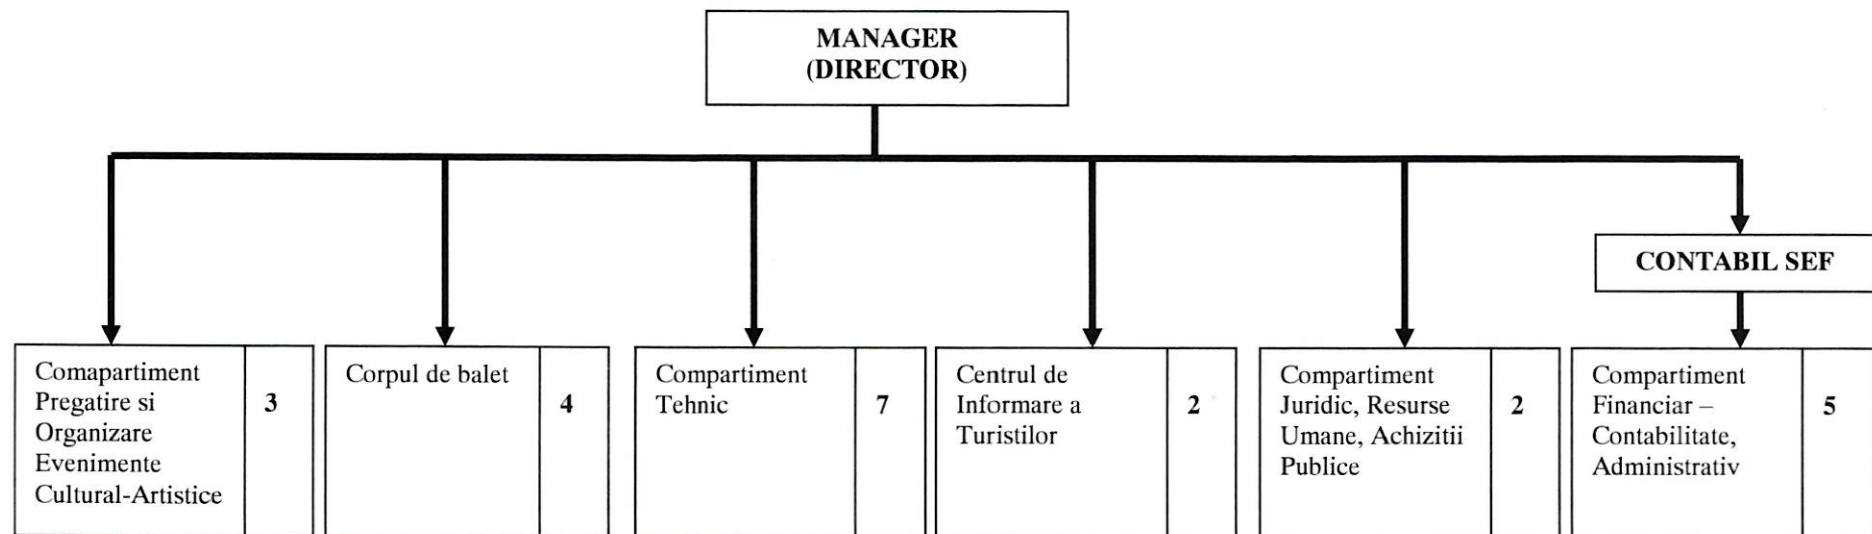 MANAGER
(DIRECTOR)
CONTABIL SEF
Comapartiment
Pregatire si
Organizare
Evenimente
Cultural-Artistice
3
Corpul de balet
4
Compartiment
Tehnic
7
Centrul de
Informare a
Turistilor
2
Compartiment
Juridic, Resurse
Umane, Achizitii
Publice
2
Compartiment
Financiar –
Contabilitate,
Administrativ
5